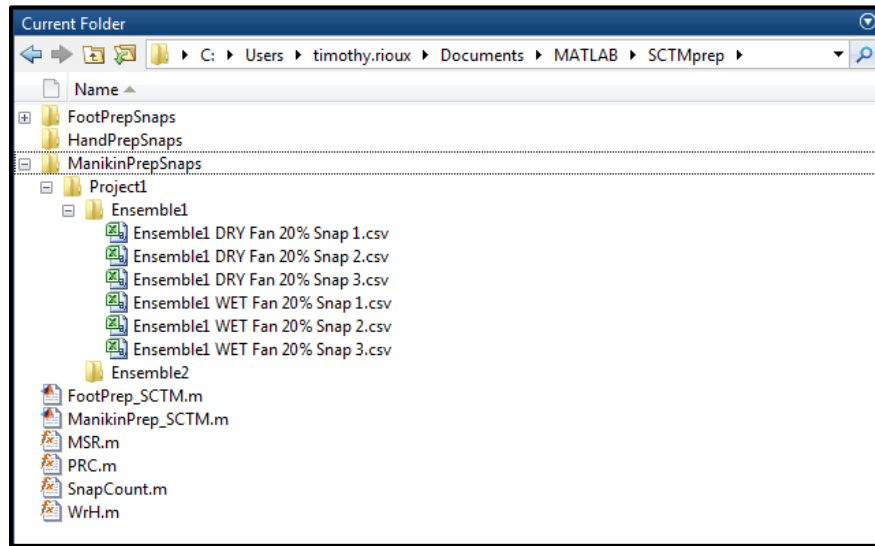 Current Folder
C: Users timothy.rioux Documents MATLAB SCTMprep
Name
FootPrepSnaps
HandPrepSnaps
ManikinPrepSnaps
Project1
Ensemble1
Ensemble1 DRY Fan 20% Snap 1.csv
Ensemble1 DRY Fan 20% Snap 2.csv
Ensemble1 DRY Fan 20% Snap 3.csv
Ensemble1 WET Fan 20% Snap 1.csv
Ensemble1 WET Fan 20% Snap 2.csv
Ensemble1 WET Fan 20% Snap 3.csv
Ensemble2
FootPrep_SCTM.m
ManikinPrep_SCTM.m
MSR.m
PRC.m
SnapCount.m
WrH.m